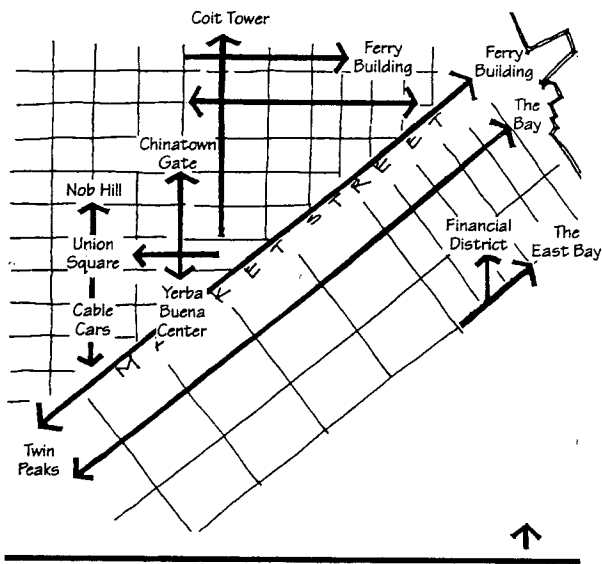 Coit Tower
Ferry
Building
Ferry
Building
The
Bay
Chinatown
Gate
Nob Hill
Union
Square
Financial
District
The
East Bay
Cable
Cars
Yerba
Buena
Center
MARKET STREET
Twin
Peaks